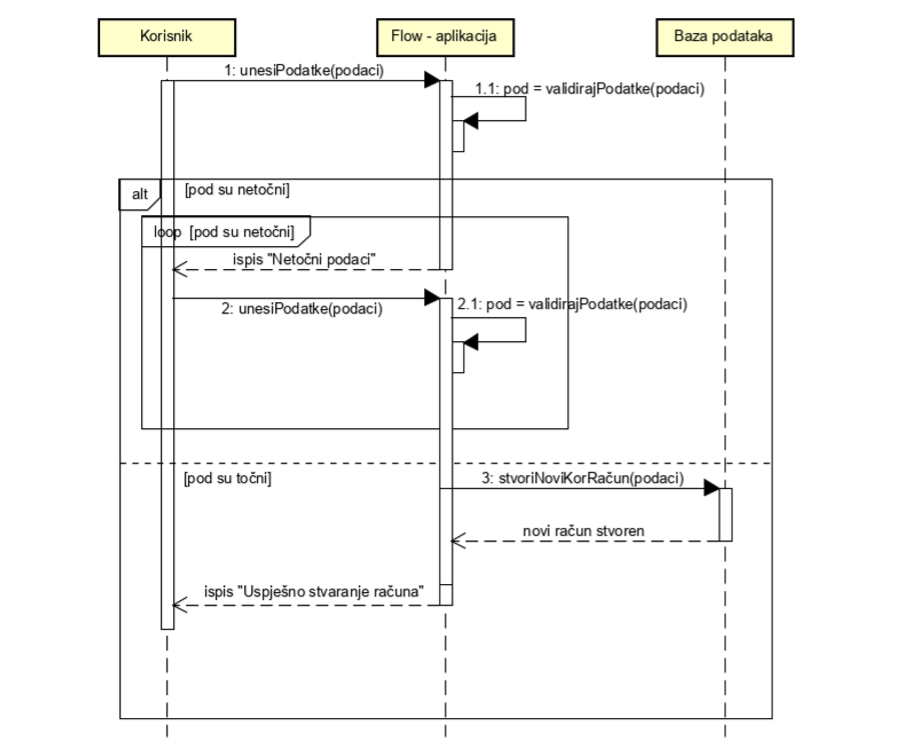 Korisnik
Flow - aplikacija
Baza podataka
1: unesiPodatke(podaci)
1.1: pod = validirajPodatke(podaci)
alt
[pod su netočni]
loop [pod su netočni]
ispis "Netočni podaci"
2: unesiPodatke(podaci)
2.1: pod = validirajPodatke(podaci)
[pod su točni]
3: stvoriNoviKorRačun(podaci)
novi račun stvoren
ispis "Uspješno stvaranje računa"